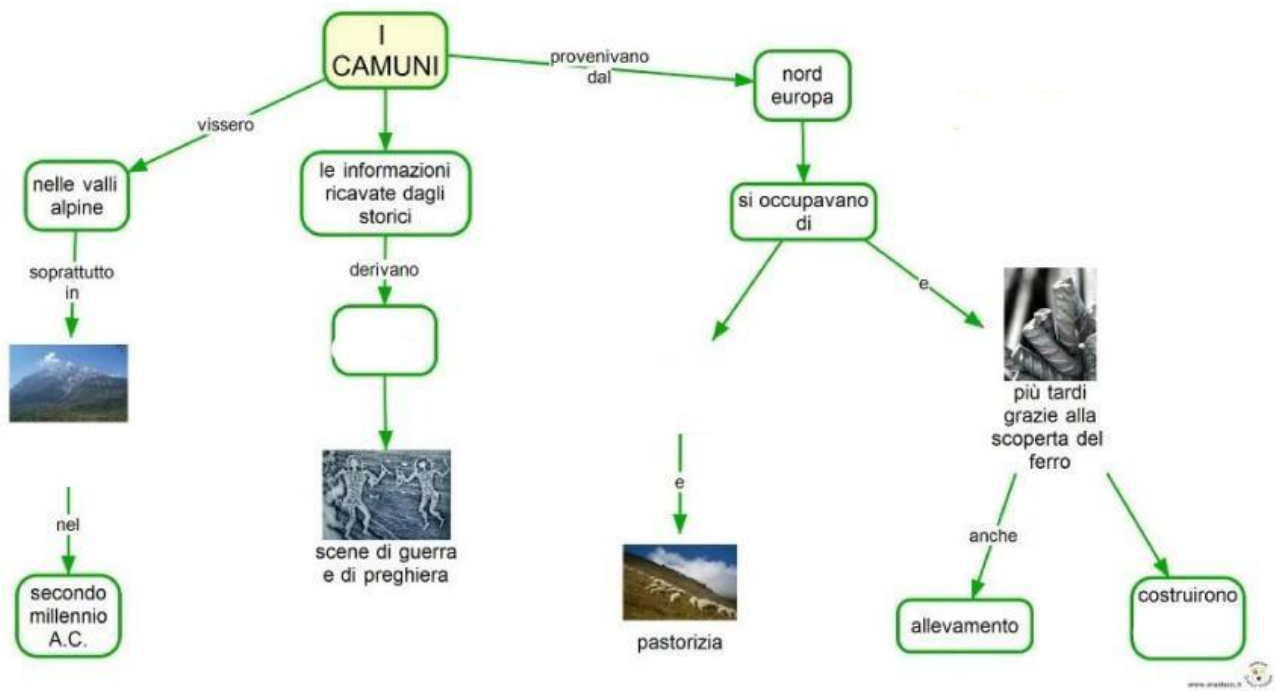 I
CAMUNI
provenivano
dal
nord
europa
vissero
nelle valli
alpine
le informazioni
ricavate dagli
storici
si occupavano
di
soprattutto
in
derivano
e
più tardi
grazie alla
scoperta del
ferro
e
nel
scene di guerra
e di preghiera
anche
secondo
millennio
A.C.
pastorizia
allevamento
costruirono